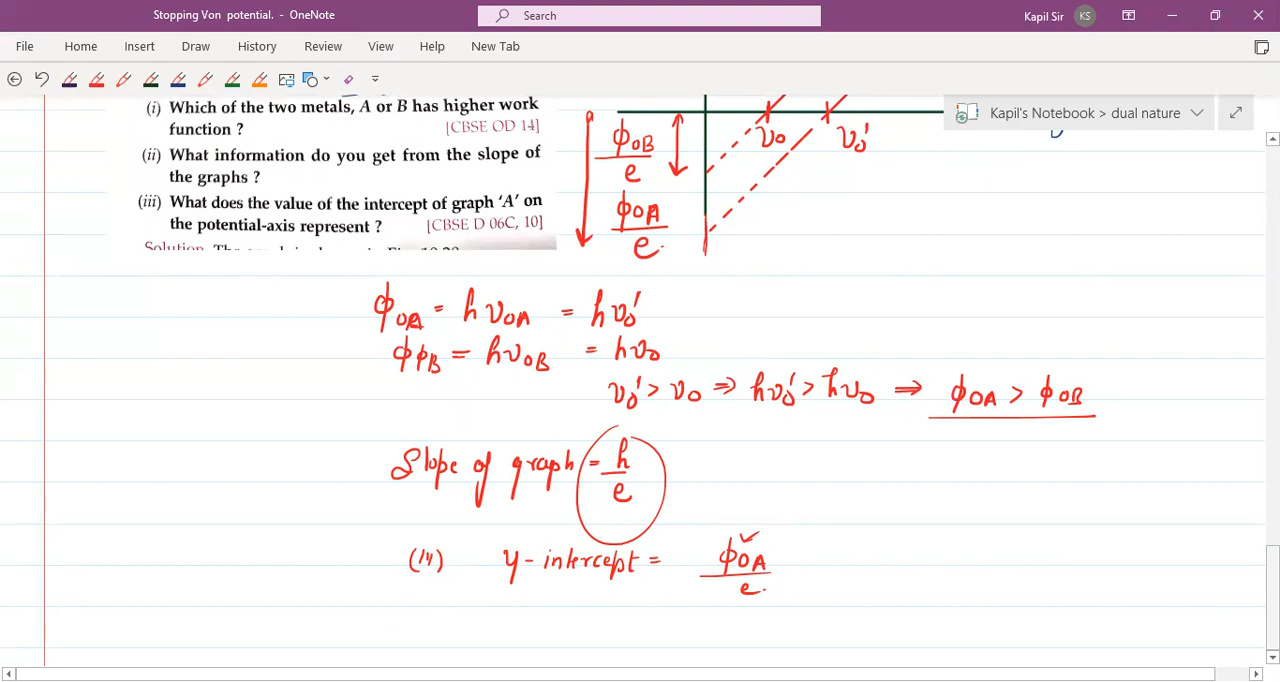 Stopping Von potential. - OneNote
Search
Kapil Sir KS
File Home Insert Draw History Review View Help New Tab
Kapil's Notebook > dual nature
(i) Which of the two metals, A or B has higher work
function ? [CBSE OD 14]
(ii) What information do you get from the slope of
the graphs ?
(iii) What does the value of the intercept of graph 'A' on
the potential-axis represent ? [CBSE D 06C, 10]
ν₀ ν₀'
ϕ0B/e
ϕ0A/e
ϕ0A = hν0A = hν₀'
ϕϕB = hν0B = hν₀
ν₀' > ν₀ ⇒ hν₀' > hν₀ ⇒ ϕ0A > ϕ0B
Slope of graph = h/e
y-intercept = ϕ0A/e